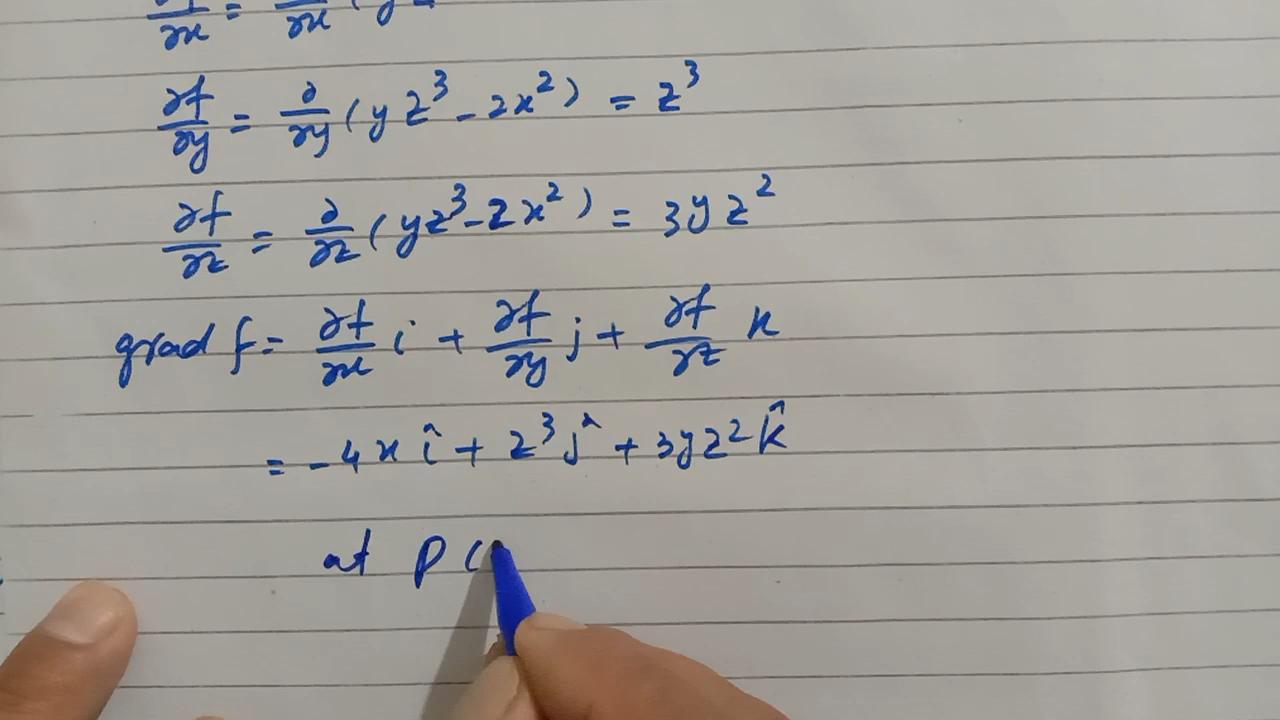 ∂f/∂x = ∂/∂x (y
∂f/∂y = ∂/∂y (yz³ - 2x²) = z³
∂f/∂z = ∂/∂z (yz³ - 2x²) = 3yz²
grad f = ∂f/∂x i + ∂f/∂y j + ∂f/∂z k
= -4x î + z³ ĵ + 3yz² k̂
at P (